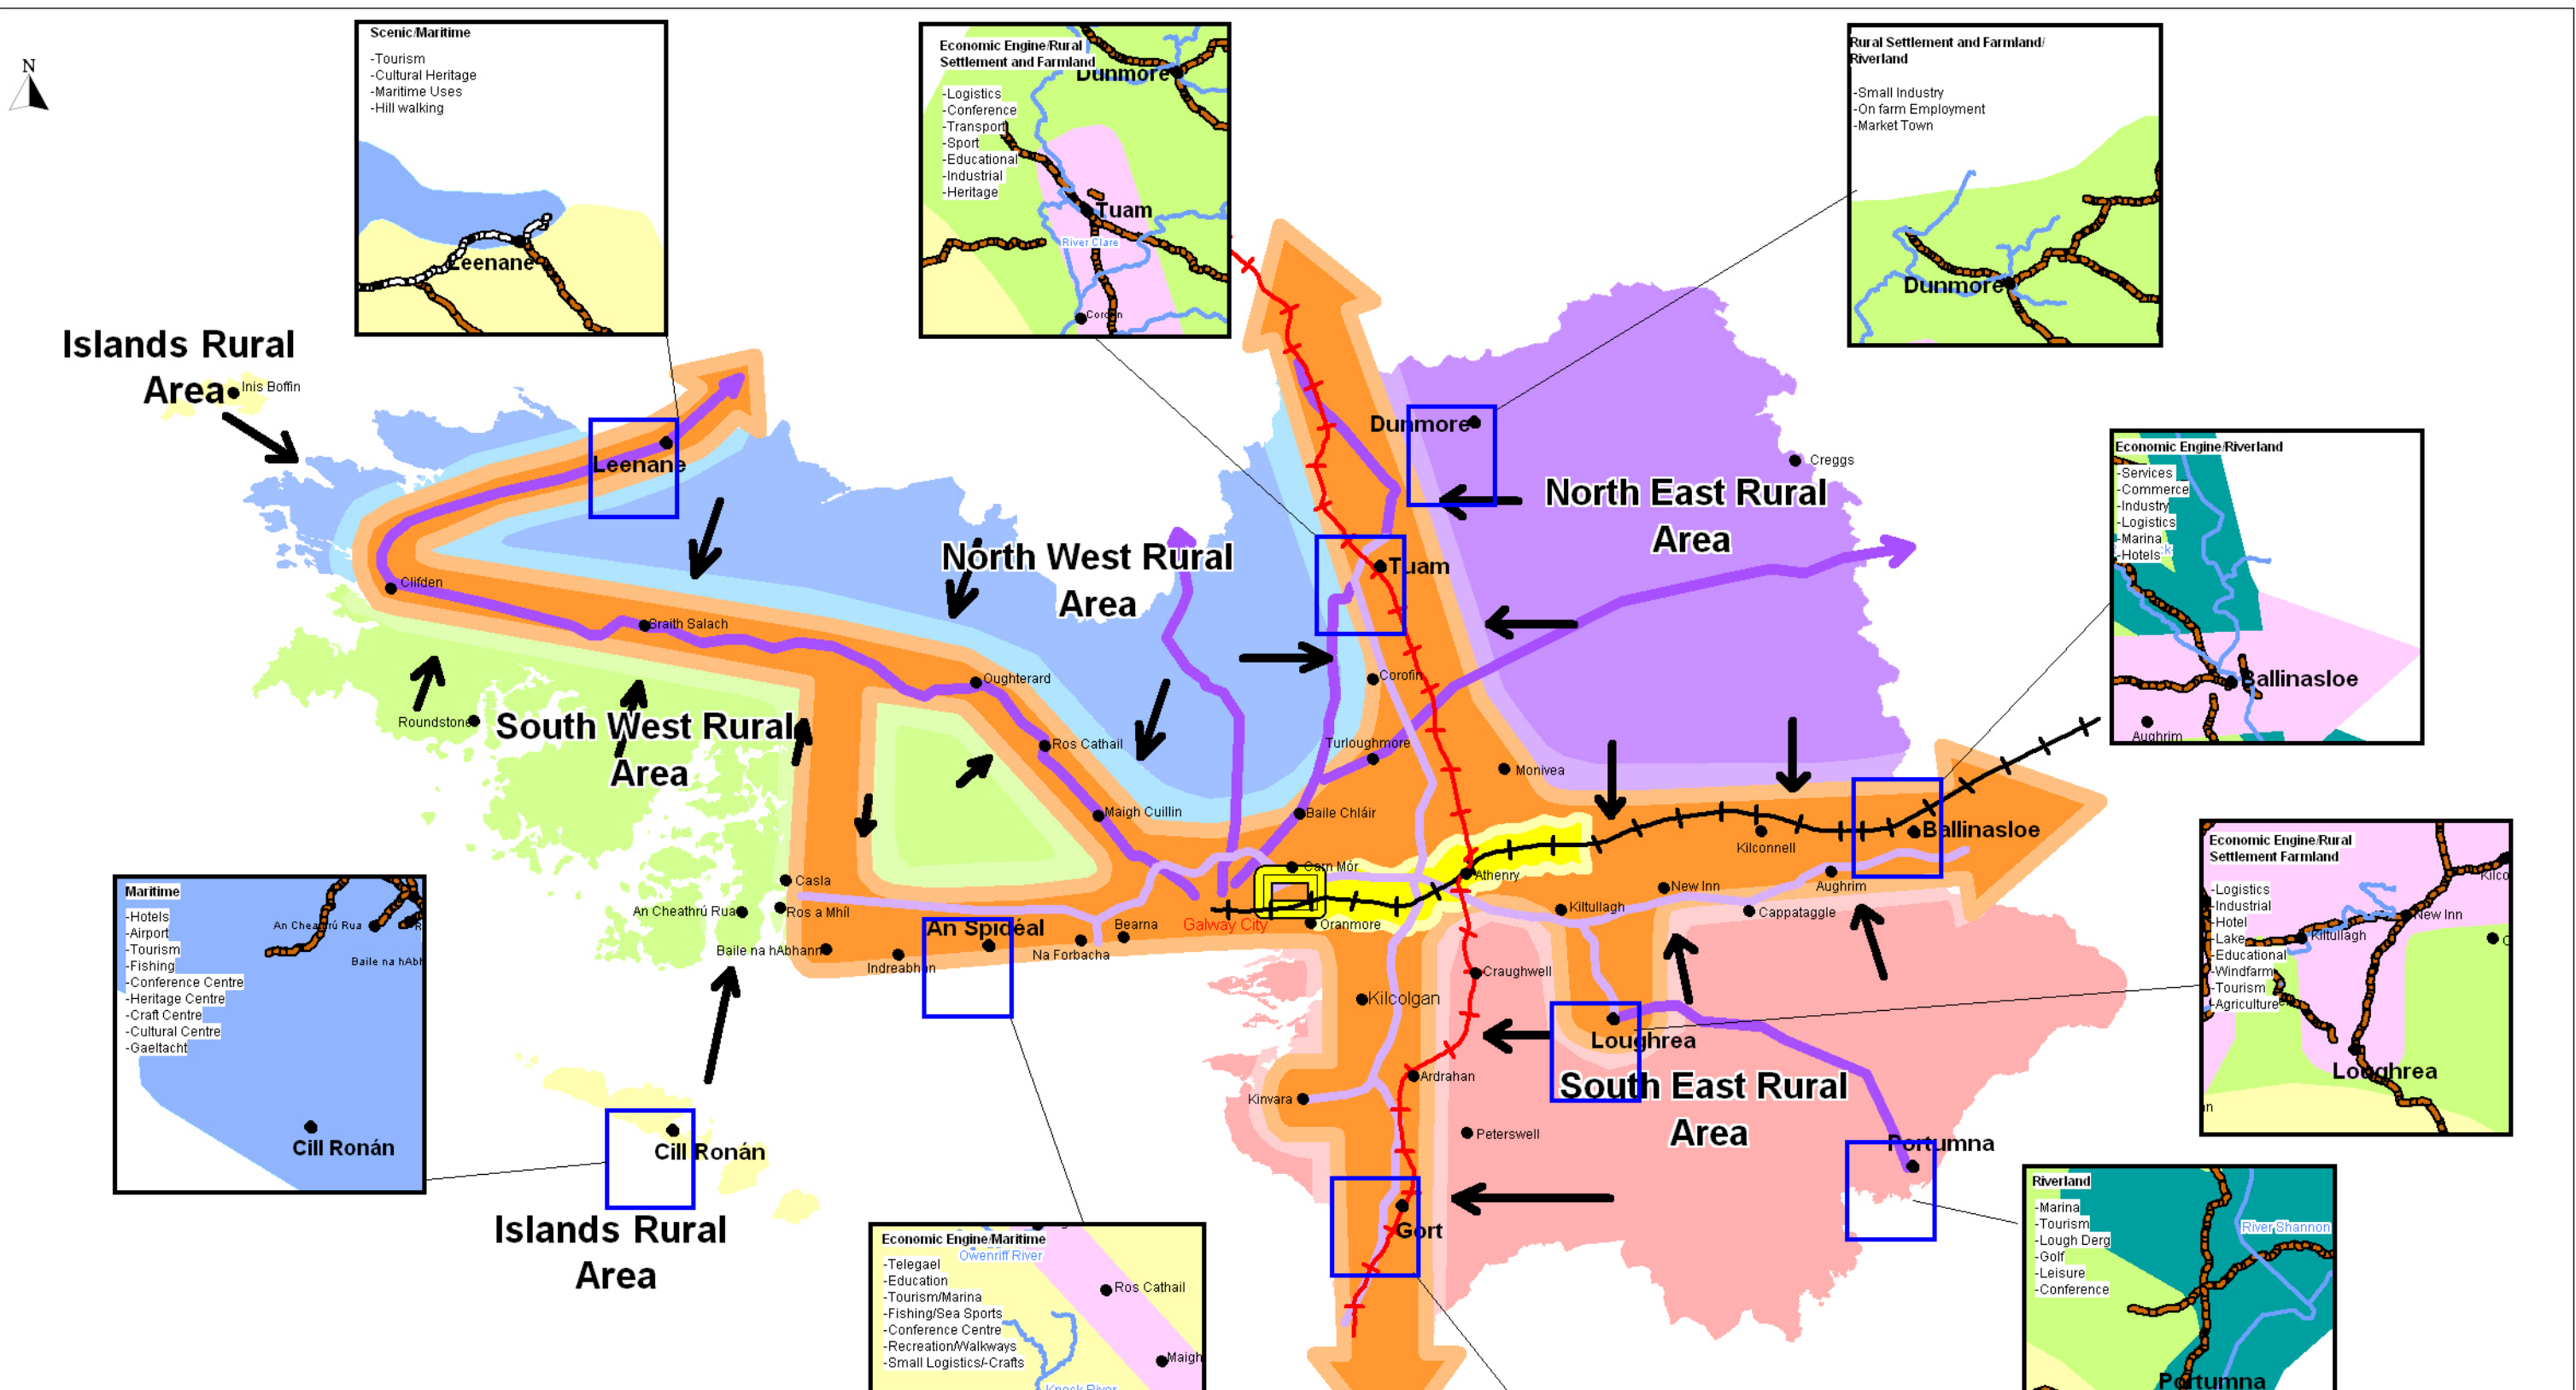 N
Scenic/Maritime
-Tourism
-Cultural Heritage
-Maritime Uses
-Hill walking
Leenane
Economic Engine/Rural
Settlement and Farmland
-Logistics
-Conference
-Transport
-Sport
-Educational
-Industrial
-Heritage
Dunmore
Tuam
River Clare
Corofin
Rural Settlement and Farmland/
Riverland
-Small Industry
-On farm Employment
-Market Town
Dunmore
Islands Rural
Area
Inis Boffin
Leenane
Clifden
Braith Salach
Roundstone
South West Rural
Area
Oughterard
Ros Cathail
Maigh Cuillin
North West Rural
Area
Dunmore
Creggs
North East Rural
Area
Tuam
Corofin
Turloughmore
Monivea
Baile Chláir
Carn Mór
Athenry
Galway City
Oranmore
Casla
An Cheathrú Rua
Ros a Mhíl
Baile na hAbhann
Indreabhán
An Spidéal
Na Forbacha
Bearna
Kilconnell
Ballinasloe
Aughrim
New Inn
Cappataggle
Kiltullagh
Craughwell
Kilcolgan
Loughrea
Ardrahan
Kinvara
South East Rural
Area
Peterswell
Portumna
Gort
Cill Ronán
Islands Rural
Area
Economic Engine/Riverland
-Services
-Commerce
-Industry
-Logistics
-Marina
-Hotels
Ballinasloe
Aughrim
Economic Engine/Rural
Settlement Farmland
-Logistics
-Industrial
-Hotel
-Lake
-Educational
-Windfarm
-Tourism
-Agriculture
Kilco
New Inn
Kiltullagh
Loughrea
Maritime
-Hotels
-Airport
-Tourism
-Fishing
-Conference Centre
-Heritage Centre
-Craft Centre
-Cultural Centre
-Gaeltacht
An Cheathrú Rua
Baile na hAbh
Cill Ronán
Economic Engine/Maritime
-Telegael
-Education
-Tourism/Marina
-Fishing/Sea Sports
-Conference Centre
-Recreation/Walkways
-Small Logistics/-Crafts
Owenriff River
Ros Cathail
Maigh
Knock River
Riverland
-Marina
-Tourism
-Lough Derg
-Golf
-Leisure
-Conference
River Shannon
Portumna